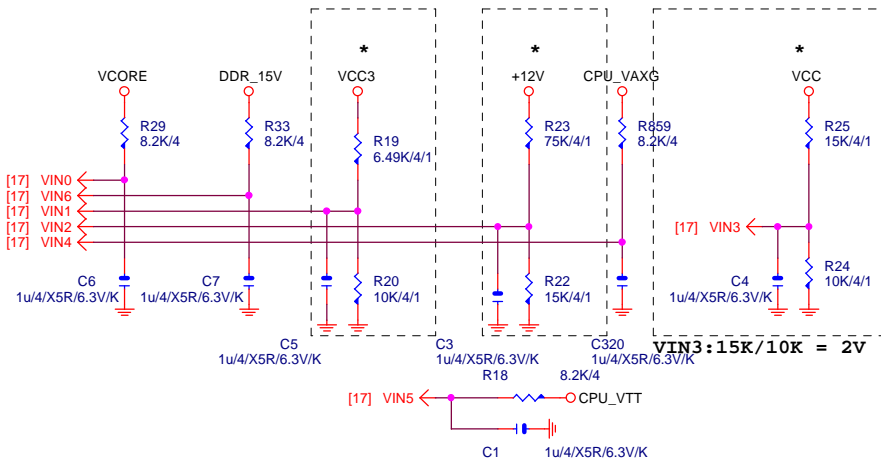 * * *
VCORE DDR_15V VCC3 +12V CPU_VAXG VCC
R29
8.2K/4
R33
8.2K/4
R19
6.49K/4/1
R23
75K/4/1
R859
8.2K/4
R25
15K/4/1
[17] VIN0
[17] VIN6
[17] VIN1
[17] VIN2
[17] VIN4
[17] VIN3
C6
1u/4/X5R/6.3V/K
C7
1u/4/X5R/6.3V/K
R20
10K/4/1
R22
15K/4/1
C4
1u/4/X5R/6.3V/K
R24
10K/4/1
C5
1u/4/X5R/6.3V/K
C3
1u/4/X5R/6.3V/K
C320
1u/4/X5R/6.3V/K
VIN3:15K/10K = 2V
R18 8.2K/4
[17] VIN5 CPU_VTT
C1 1u/4/X5R/6.3V/K